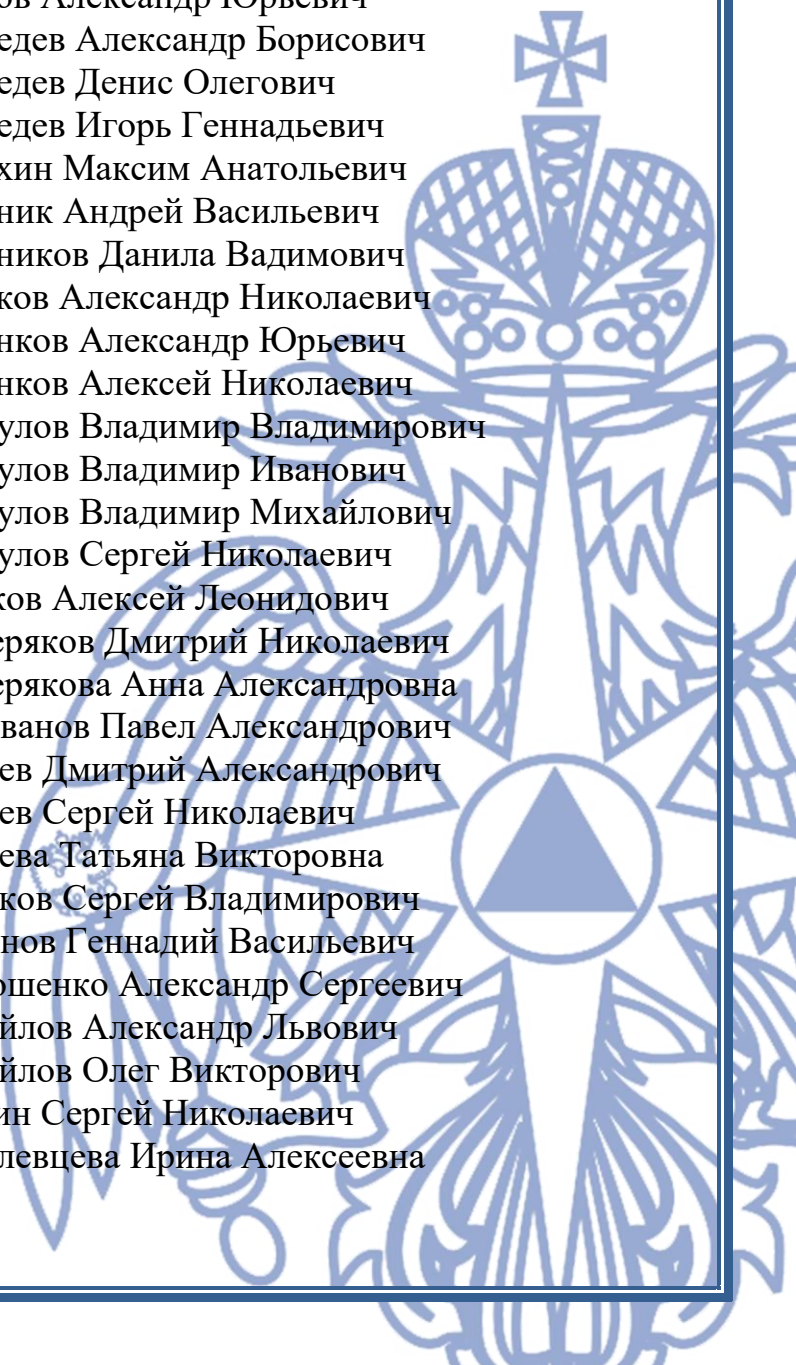 ов Александр Юрьевич
едев Александр Борисович
едев Денис Олегович
едев Игорь Геннадьевич
хин Максим Анатольевич
ник Андрей Васильевич
ников Данила Вадимович
ков Александр Николаевич
нков Александр Юрьевич
нков Алексей Николаевич
улов Владимир Владимирович
улов Владимир Иванович
улов Владимир Михайлович
улов Сергей Николаевич
ков Алексей Леонидович
еряков Дмитрий Николаевич
ерякова Анна Александровна
ванов Павел Александрович
ев Дмитрий Александрович
ев Сергей Николаевич
ева Татьяна Викторовна
ков Сергей Владимирович
нов Геннадий Васильевич
ошенко Александр Сергеевич
йлов Александр Львович
йлов Олег Викторович
ин Сергей Николаевич
левцева Ирина Алексеевна